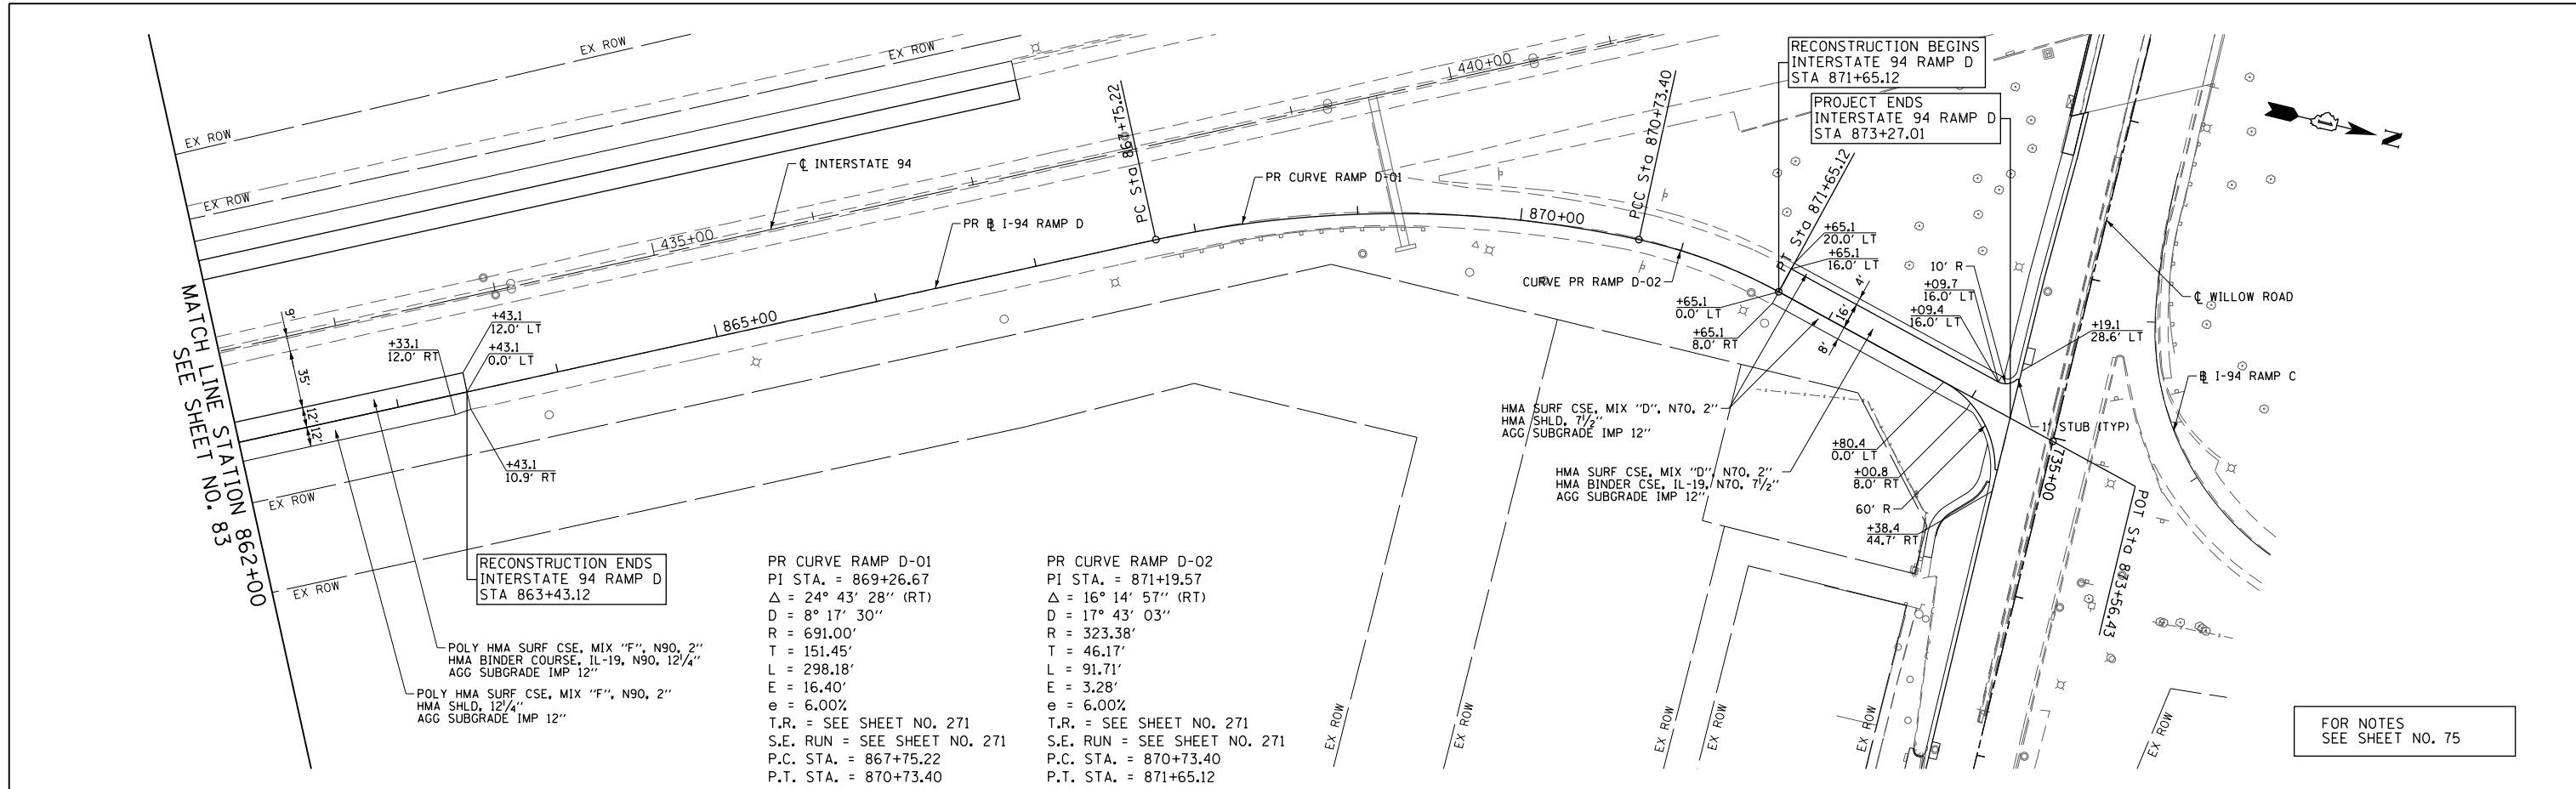 EX ROW
EX ROW
EX ROW
EX ROW
℄ INTERSTATE 94
435+00
440+00
PC Sta 867+75.22
PCC Sta 870+73.40
PT Sta 871+65.12
PR CURVE RAMP D-01
PR B̲L I-94 RAMP D
870+00
865+00
CURVE PR RAMP D-02
RECONSTRUCTION BEGINS
INTERSTATE 94 RAMP D
STA 871+65.12
PROJECT ENDS
INTERSTATE 94 RAMP D
STA 873+27.01
N
MATCH LINE STATION 862+00
SEE SHEET NO. 83
9'
35'
12'
12'
+33.1
12.0' RT
+43.1
12.0' LT
+43.1
0.0' LT
+43.1
10.9' RT
+65.1
20.0' LT
+65.1
16.0' LT
+65.1
0.0' LT
+65.1
8.0' RT
4'
16'
8'
10' R
+09.7
16.0' LT
+09.4
16.0' LT
+19.1
28.6' LT
℄ WILLOW ROAD
BL I-94 RAMP C
1' STUB (TYP)
735+00
POT Sta 873+56.43
+80.4
0.0' LT
+00.8
8.0' RT
60' R
+38.4
44.7' RT
HMA SURF CSE, MIX "D", N70, 2"
HMA SHLD, 7½"
AGG SUBGRADE IMP 12"
HMA SURF CSE, MIX "D", N70, 2"
HMA BINDER CSE, IL-19, N70, 7½"
AGG SUBGRADE IMP 12"
EX ROW
EX ROW
RECONSTRUCTION ENDS
INTERSTATE 94 RAMP D
STA 863+43.12
POLY HMA SURF CSE, MIX "F", N90, 2"
HMA BINDER COURSE, IL-19, N90, 12¼"
AGG SUBGRADE IMP 12"
POLY HMA SURF CSE, MIX "F", N90, 2"
HMA SHLD, 12¼"
AGG SUBGRADE IMP 12"
PR CURVE RAMP D-01
PI STA. = 869+26.67
Δ = 24° 43' 28" (RT)
D = 8° 17' 30"
R = 691.00'
T = 151.45'
L = 298.18'
E = 16.40'
e = 6.00%
T.R. = SEE SHEET NO. 271
S.E. RUN = SEE SHEET NO. 271
P.C. STA. = 867+75.22
P.T. STA. = 870+73.40
PR CURVE RAMP D-02
PI STA. = 871+19.57
Δ = 16° 14' 57" (RT)
D = 17° 43' 03"
R = 323.38'
T = 46.17'
L = 91.71'
E = 3.28'
e = 6.00%
T.R. = SEE SHEET NO. 271
S.E. RUN = SEE SHEET NO. 271
P.C. STA. = 870+73.40
P.T. STA. = 871+65.12
EX ROW
EX ROW
EX ROW
EX ROW
EX ROW
EX ROW
FOR NOTES
SEE SHEET NO. 75